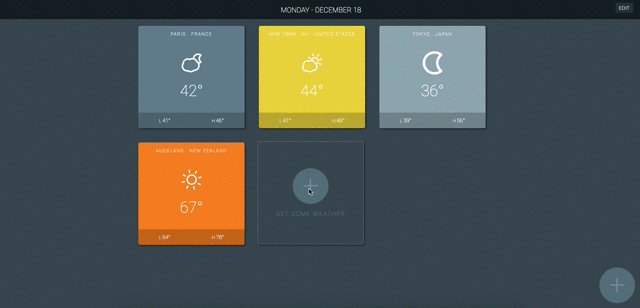 MONDAY - DECEMBER 18
EDIT
PARIS . FRANCE
42°
L 41°
H 46°
NEW YORK . NY . UNITED STATES
44°
L 41°
H 46°
TOKYO . JAPAN
36°
L 39°
H 56°
AUCKLAND . NEW ZEALAND
67°
L 64°
H 78°
GET SOME WEATHER